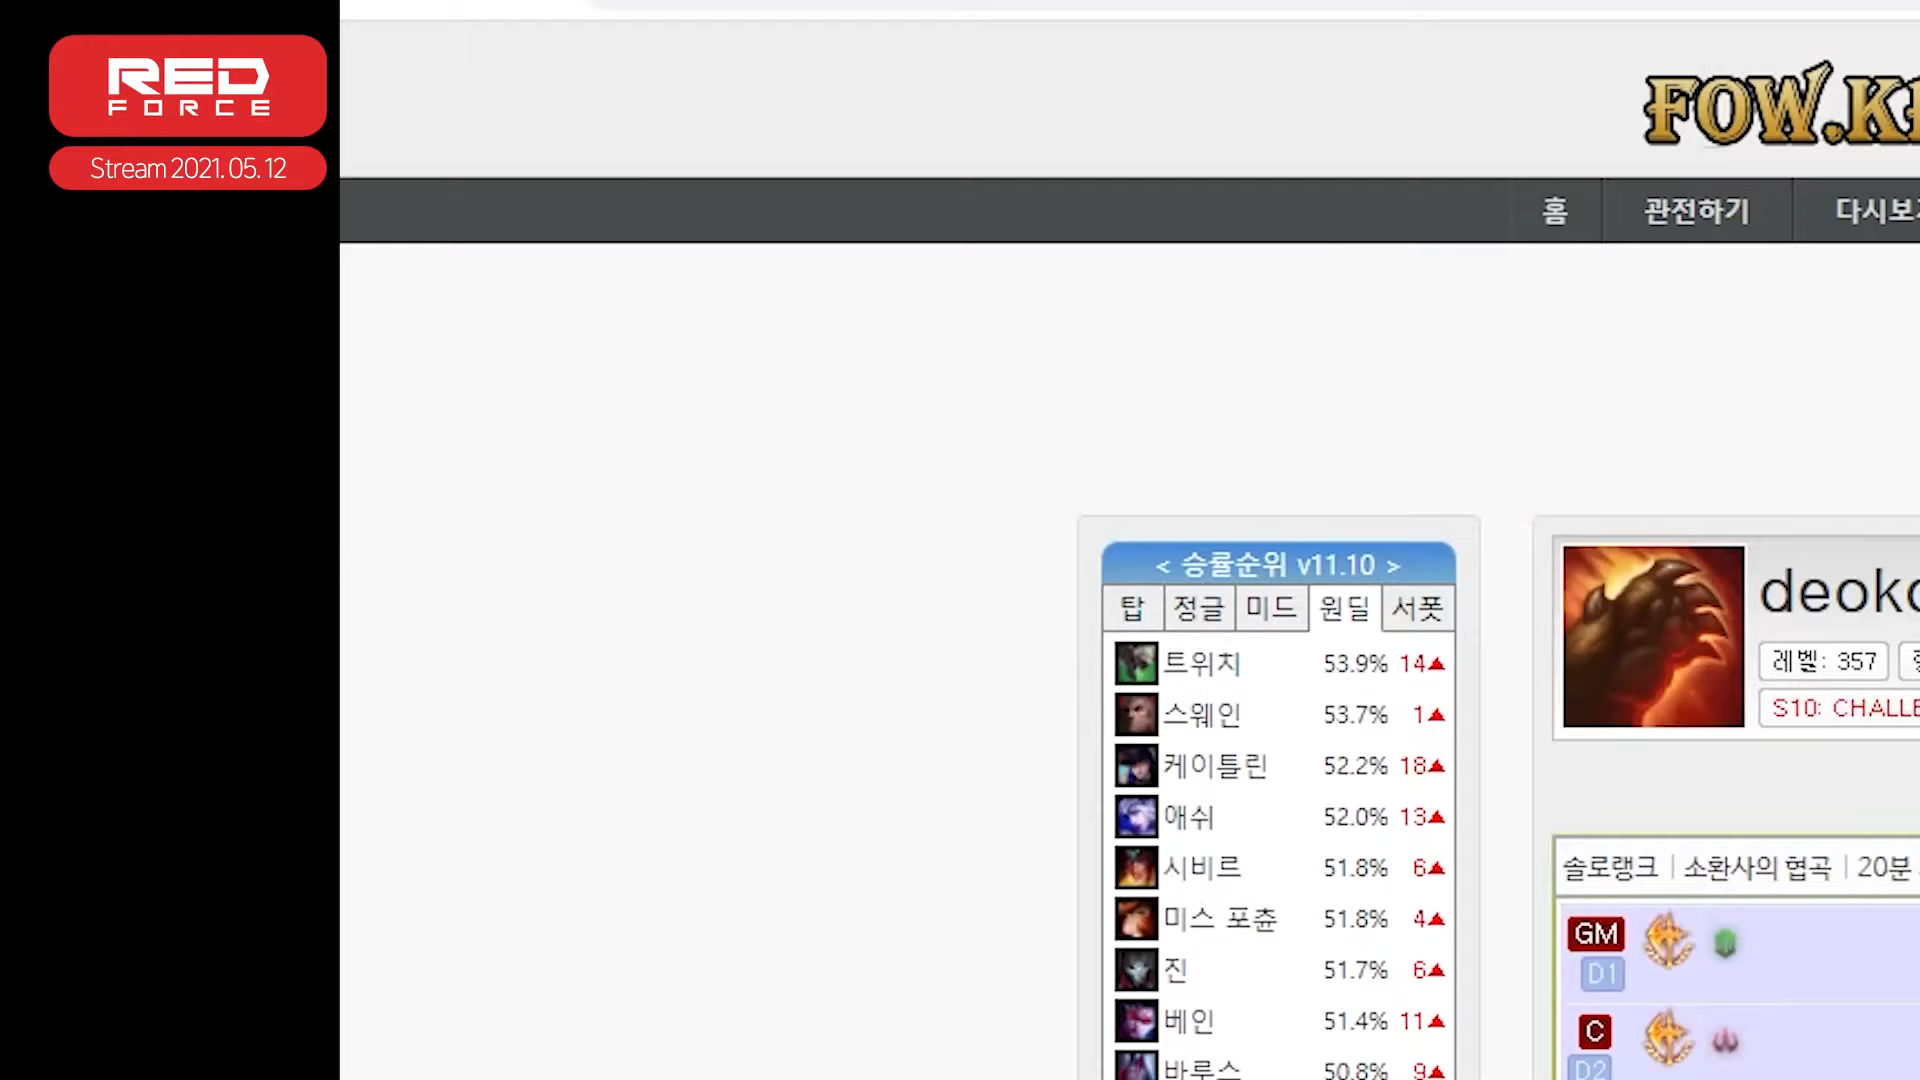 RED
FORCE
Stream 2021. 05. 12
FOW.K
홈
관전하기
다시보
< 승률순위 v11.10 >
탑 정글 미드 원딜 서폿
트위치 53.9% 14▲
스웨인 53.7% 1▲
케이틀린 52.2% 18▲
애쉬 52.0% 13▲
시비르 51.8% 6▲
미스 포츈 51.8% 4▲
진 51.7% 6▲
베인 51.4% 11▲
바루스 50.8% 9▲
deok
레벨: 357
S10: CHALLE
솔로랭크 | 소환사의 협곡 | 20분
GM
D1
C
D2